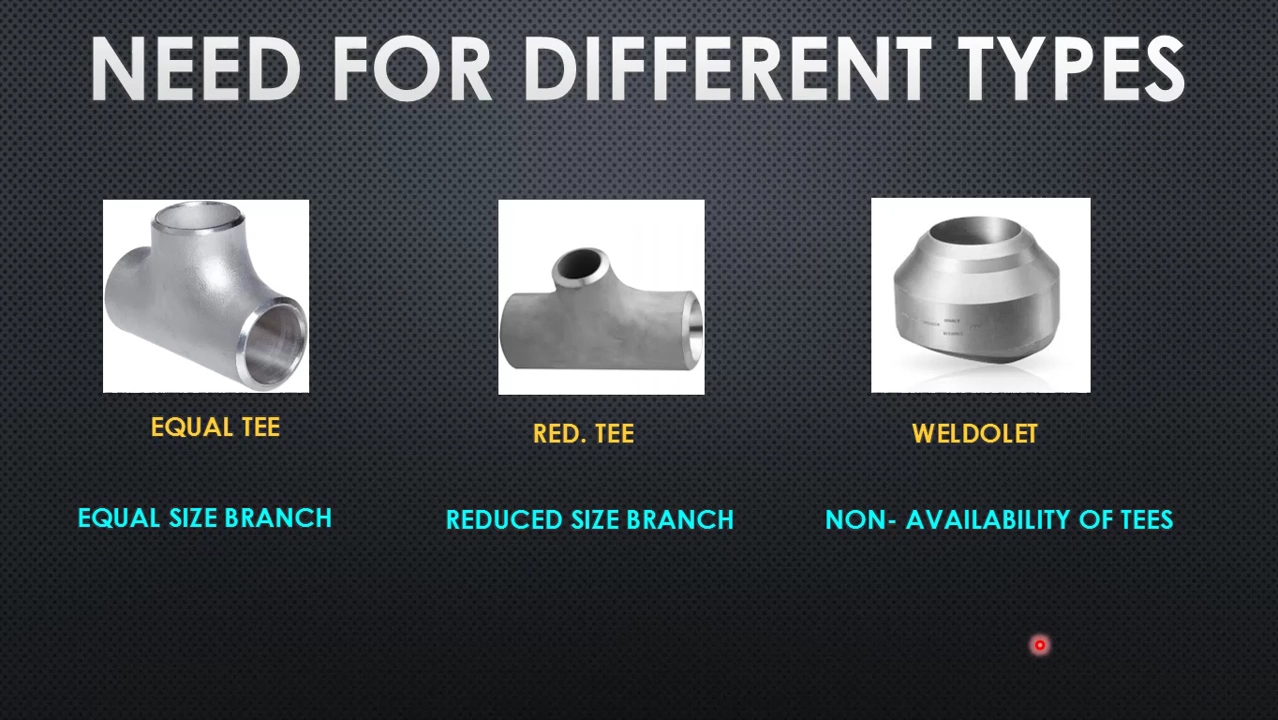 NEED FOR DIFFERENT TYPES
EQUAL TEE
RED. TEE
WELDOLET
EQUAL SIZE BRANCH
REDUCED SIZE BRANCH
NON- AVAILABILITY OF TEES